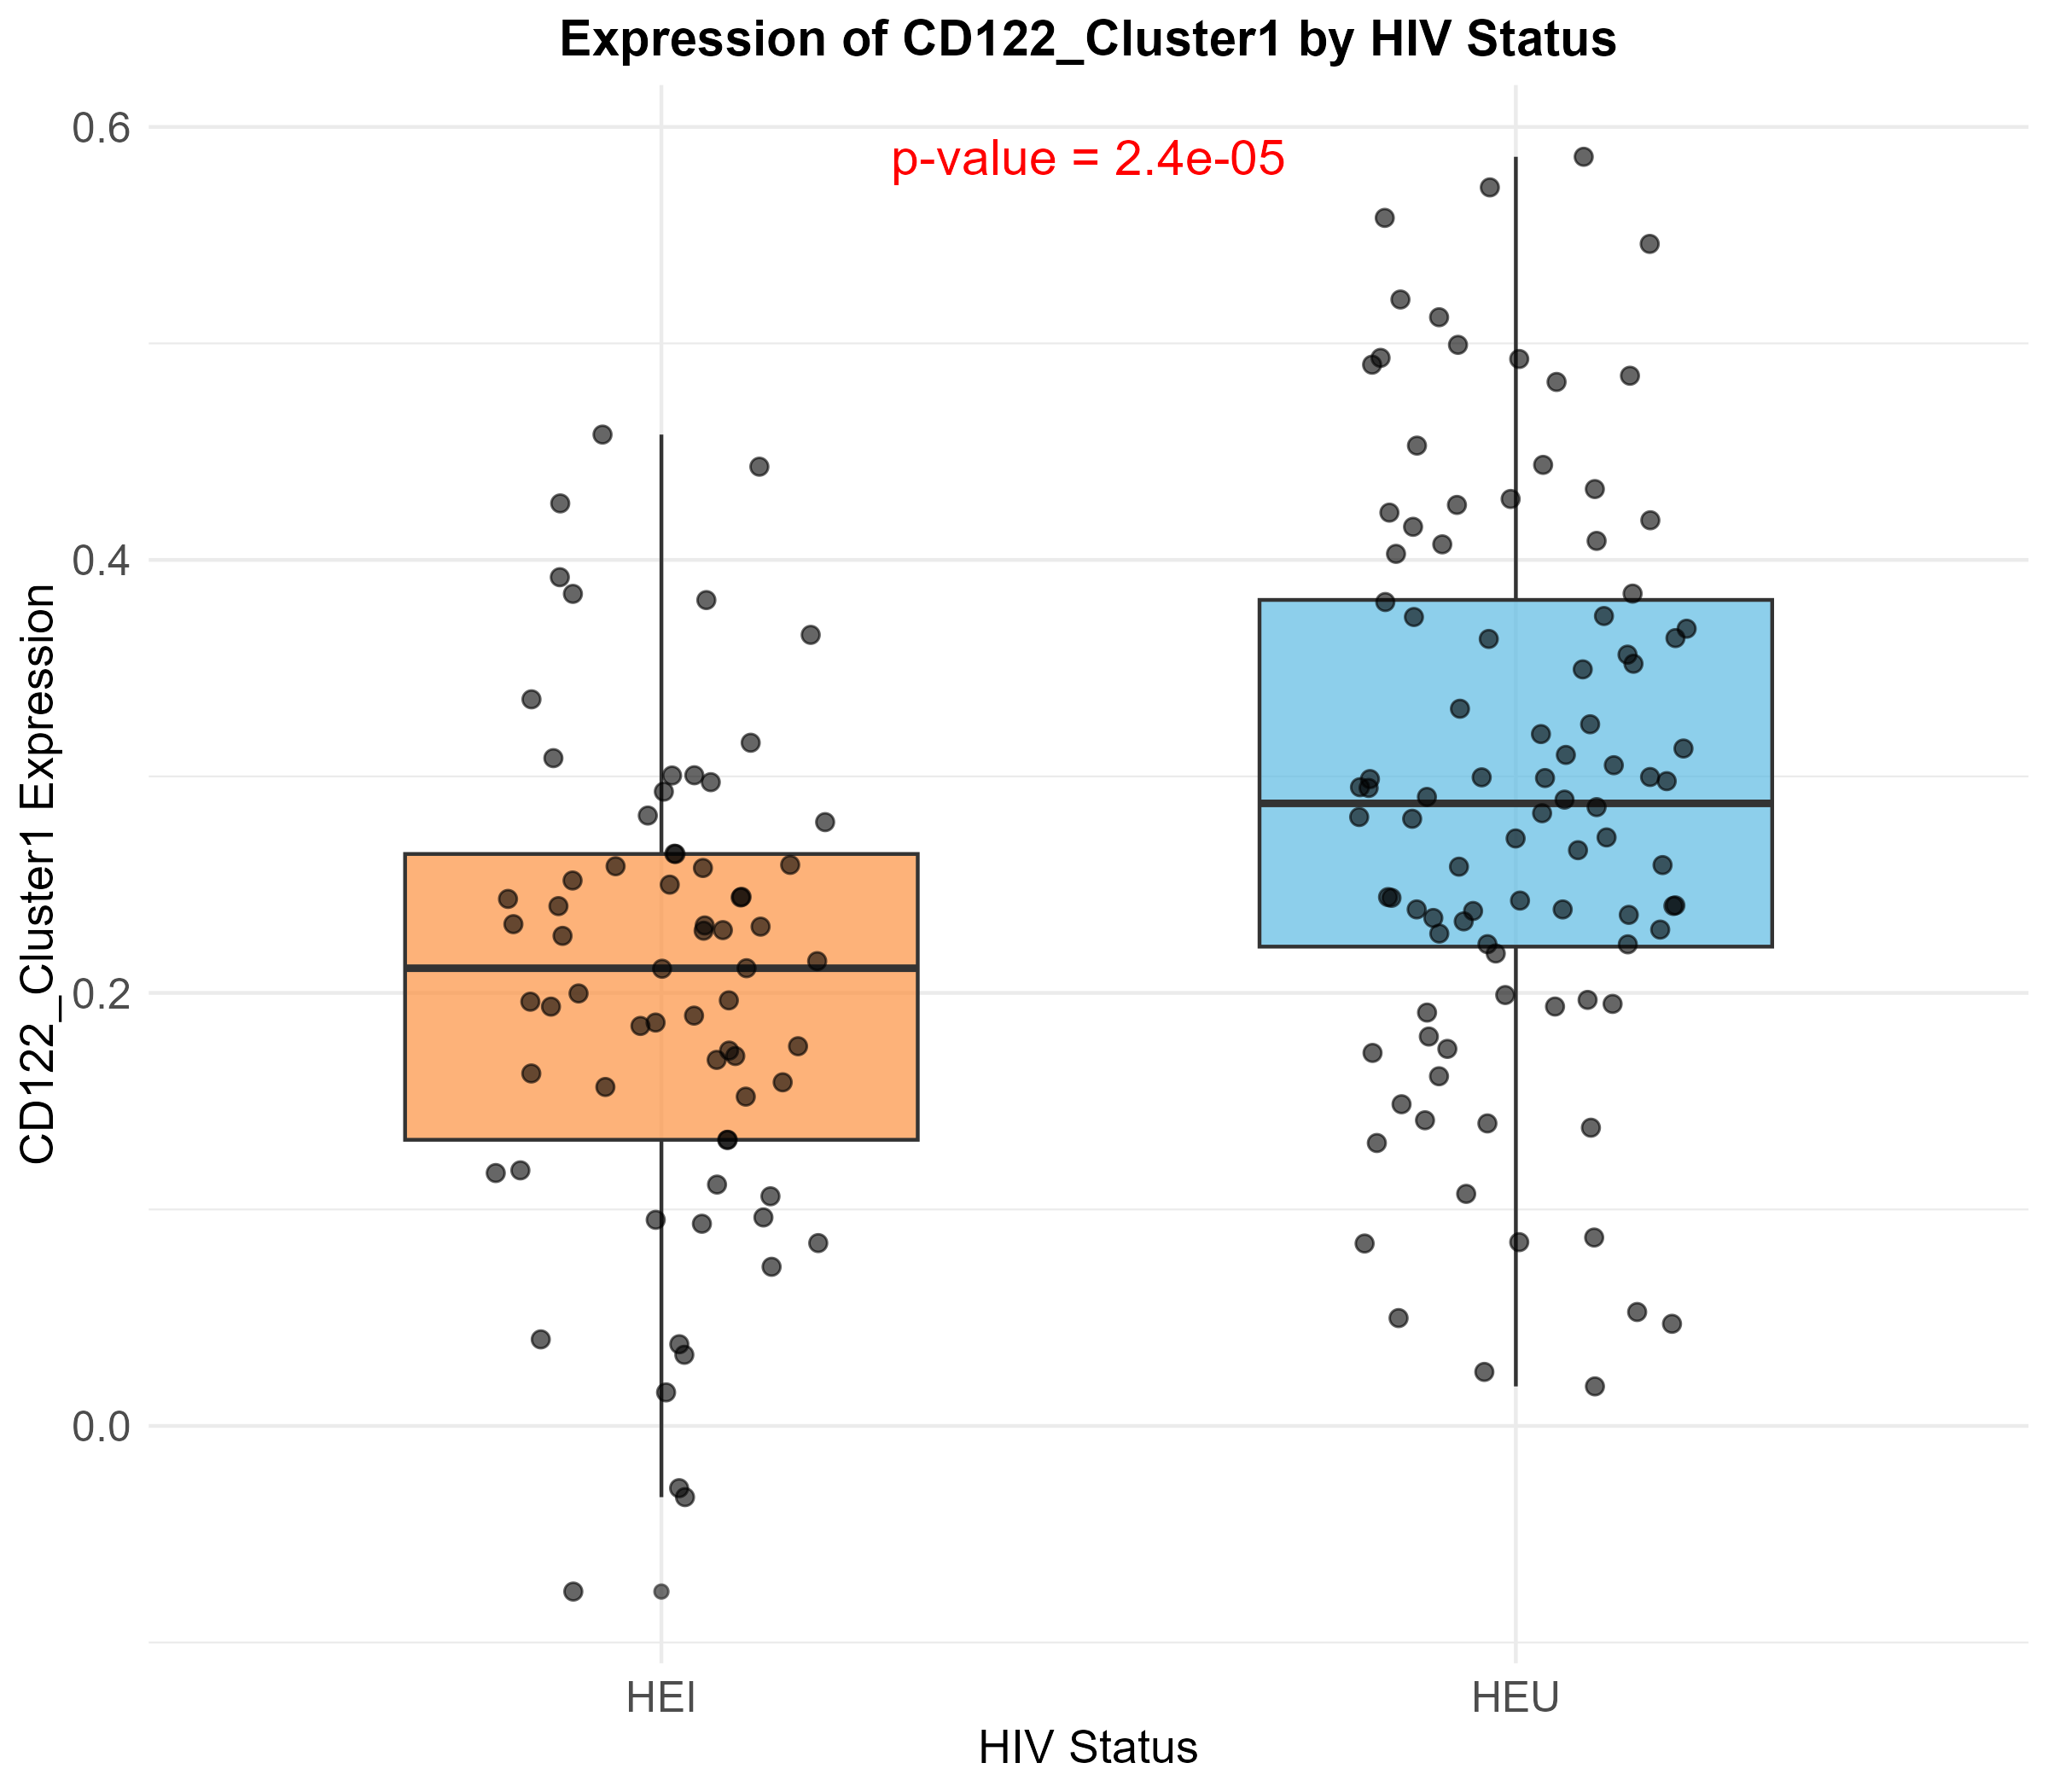 Expression of CD122_Cluster1 by HIV Status
p-value = 2.4e-05
CD122_Cluster1 Expression
0.6
0.4
0.2
0.0
HEI
HEU
HIV Status